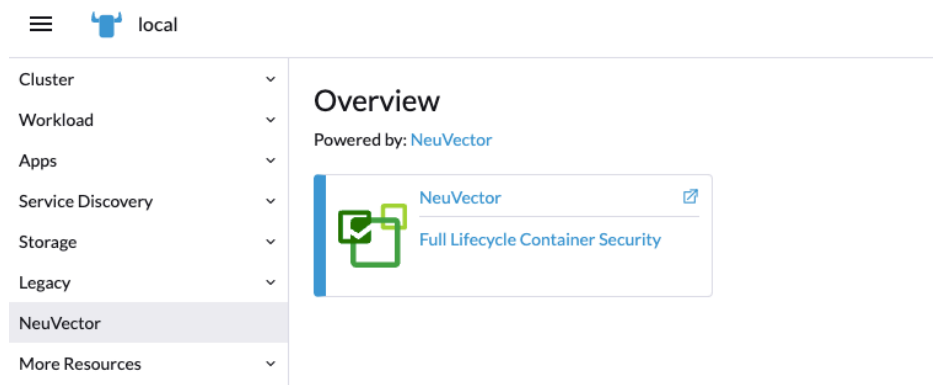 local
Cluster
Workload
Apps
Service Discovery
Storage
Legacy
NeuVector
More Resources
Overview
Powered by: NeuVector
NeuVector
Full Lifecycle Container Security